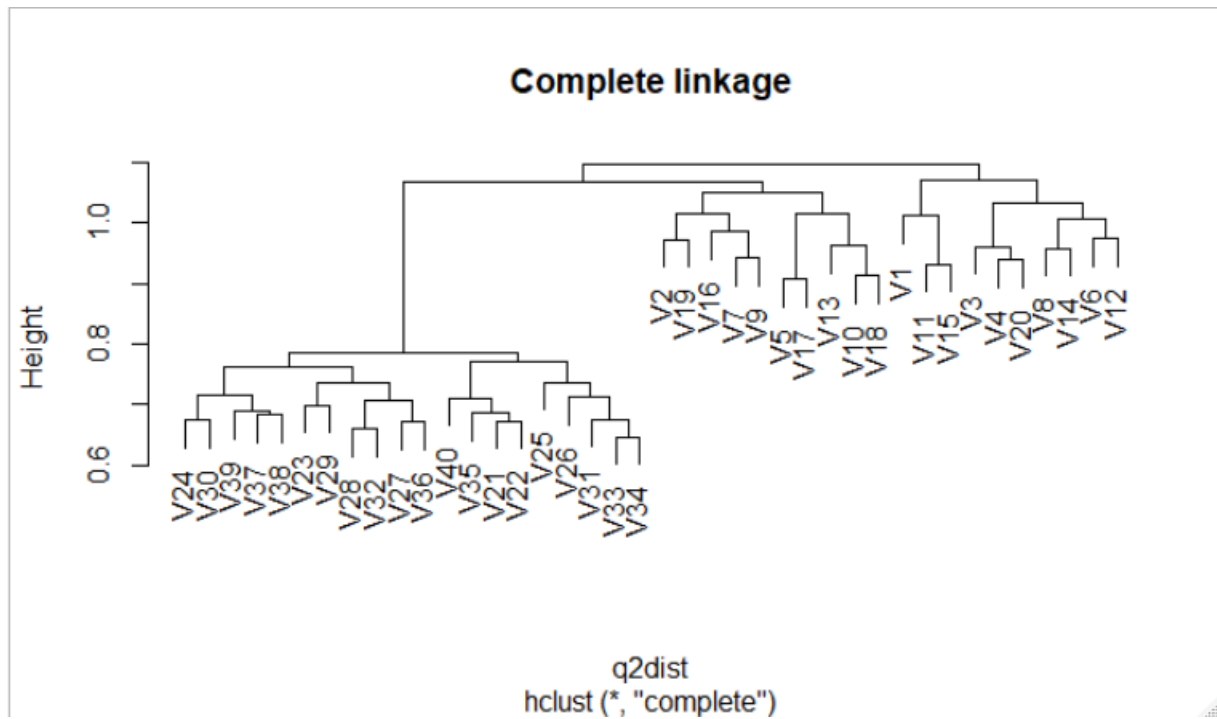 Complete linkage
Height
1.0
0.8
0.6
V24
V30
V39
V37
V38
V23
V29
V28
V32
V27
V36
V40
V35
V21
V22
V25
V26
V31
V33
V34
V2
V19
V16
V7
V9
V5
V17
V13
V10
V18
V1
V11
V15
V3
V4
V20
V8
V14
V6
V12
q2dist
hclust (*, "complete")